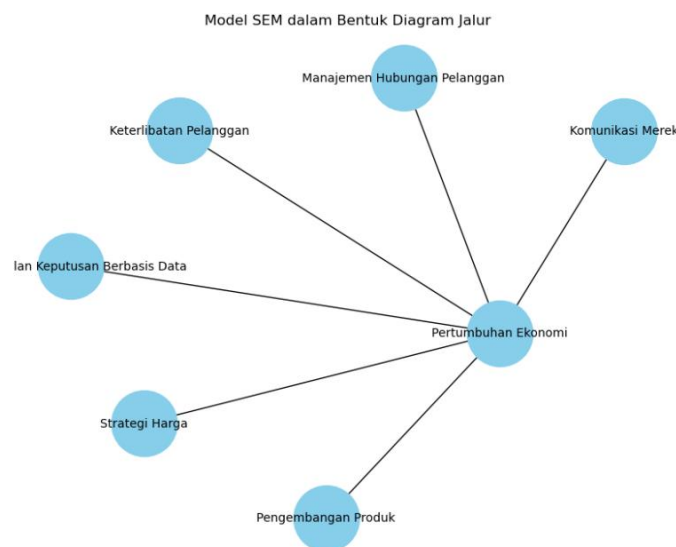 Model SEM dalam Bentuk Diagram Jalur
Manajemen Hubungan Pelanggan
Keterlibatan Pelanggan
Komunikasi Merek
lan Keputusan Berbasis Data
Pertumbuhan Ekonomi
Strategi Harga
Pengembangan Produk